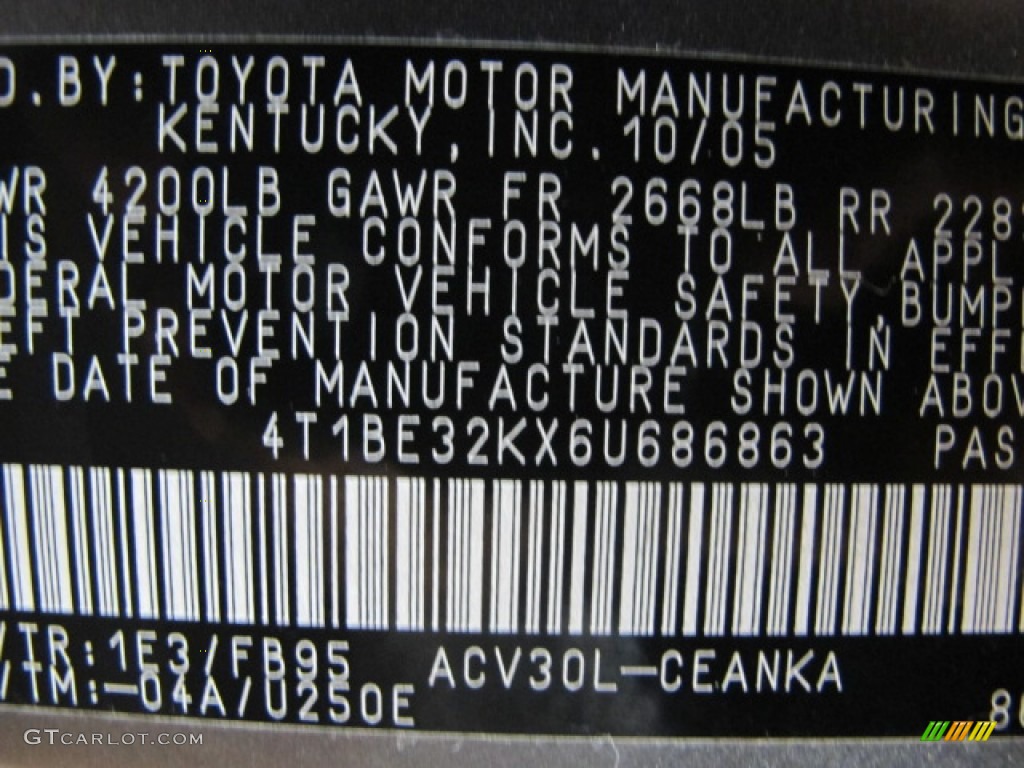 D.BY:TOYOTA MOTOR MANUFACTURING
KENTUCKY, INC. 10/05
WR 4200LB GAWR FR 2668LB RR 228
IS VEHICLE CONFORMS TO ALL APPL
DERAL MOTOR VEHICLE SAFETY,BUMP
EFT PREVENTION STANDARDS IN EFF
E DATE OF MANUFACTURE SHOWN ABOV
4T1BE32KX6U686863 PAS
/TR:1E3/FB95 ACV30L-CEANKA
/TM:-04A/U250E
GTCARLOT.COM